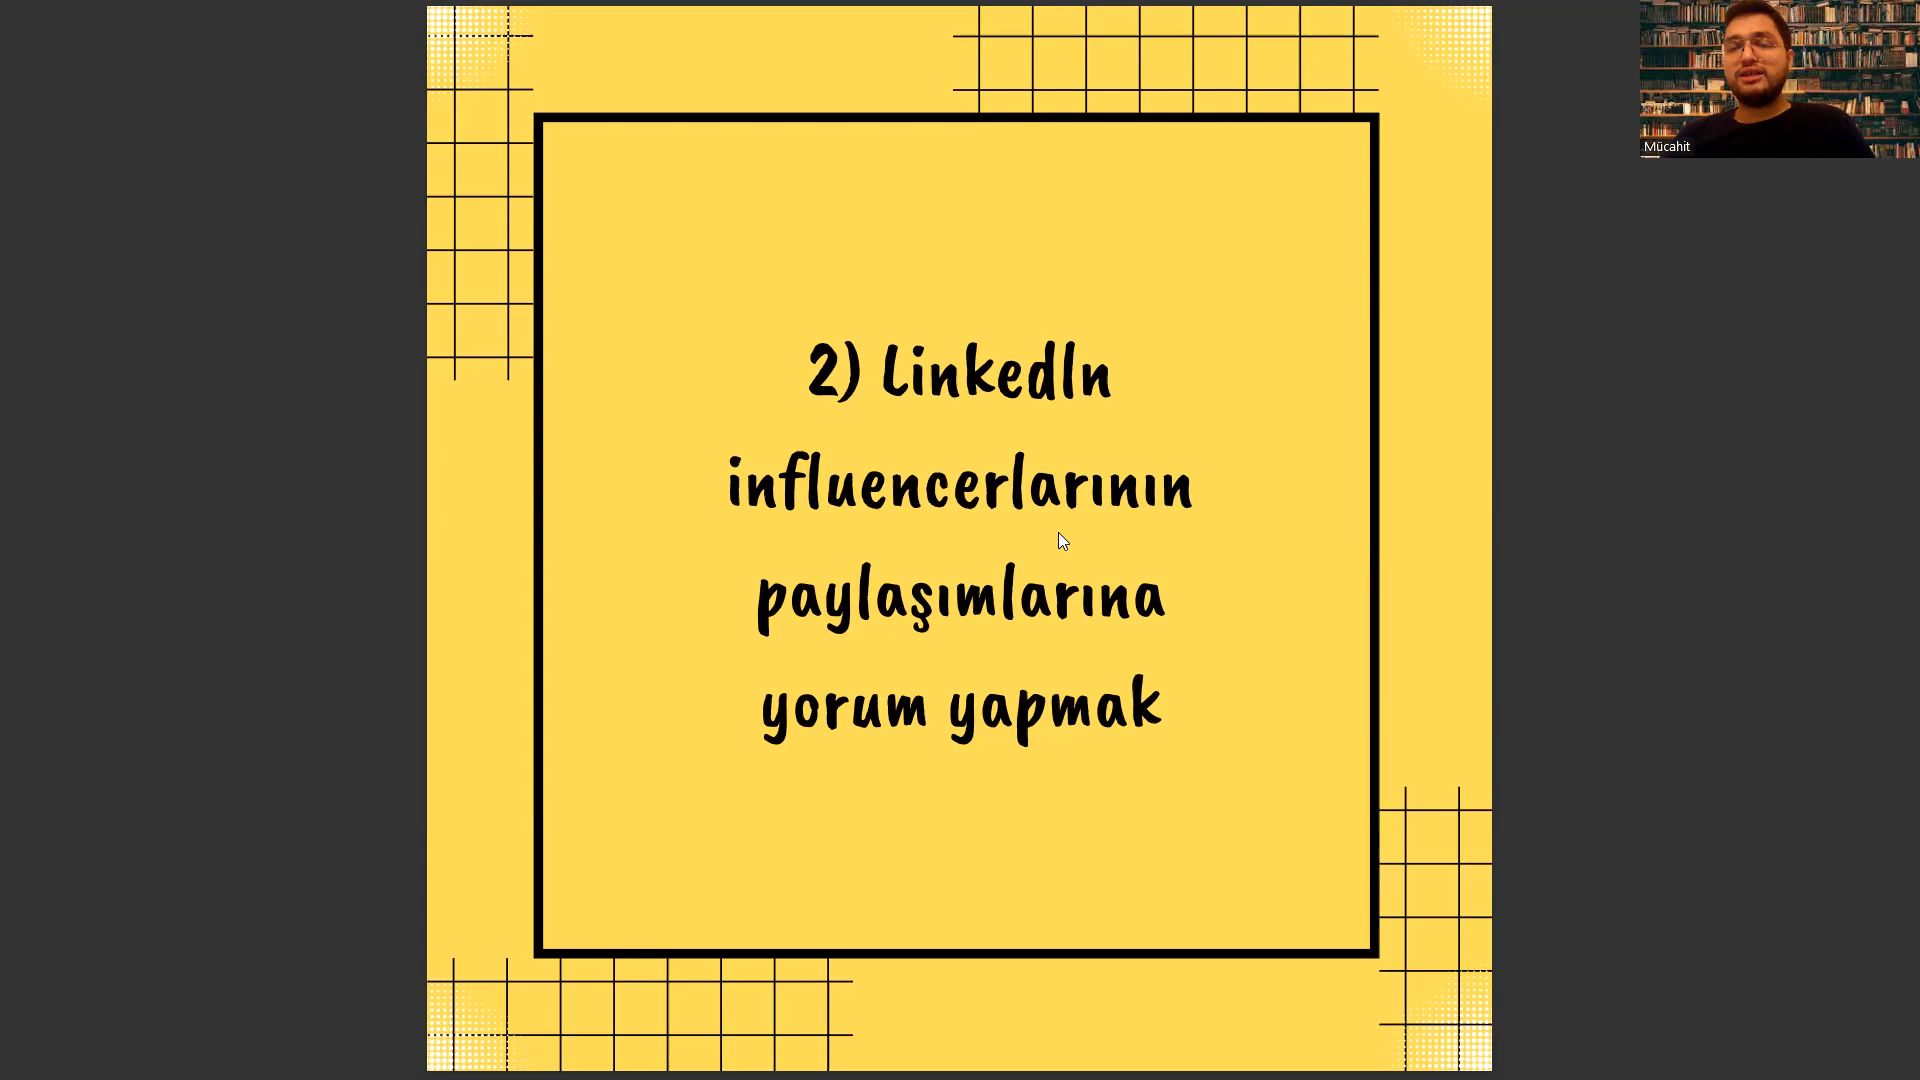 Mücahit
2) LinkedIn
influencerlarının
paylaşımlarına
yorum yapmak